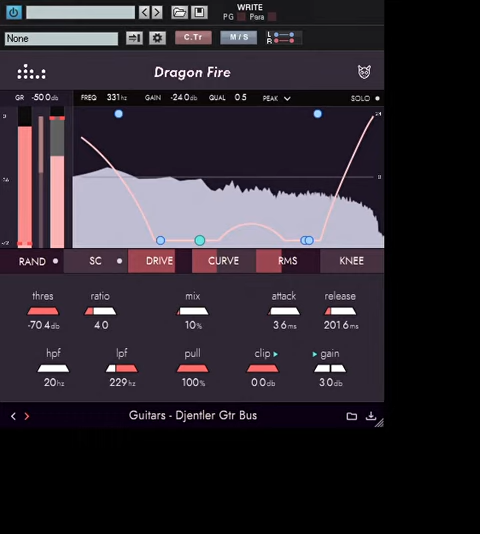 WRITE
PG Para
None
C.Tr M/S L R
Dragon Fire
GR -50.0db FREQ 331hz GAIN -24.0db QUAL 0.5 PEAK SOLO
24
0
RAND SC DRIVE CURVE RMS KNEE
thres ratio mix attack release
-70.4db 4.0 10% 3.6ms 201.6ms
hpf lpf pull clip gain
20hz 229hz 100% 0.0db 3.0db
Guitars - Djentler Gtr Bus